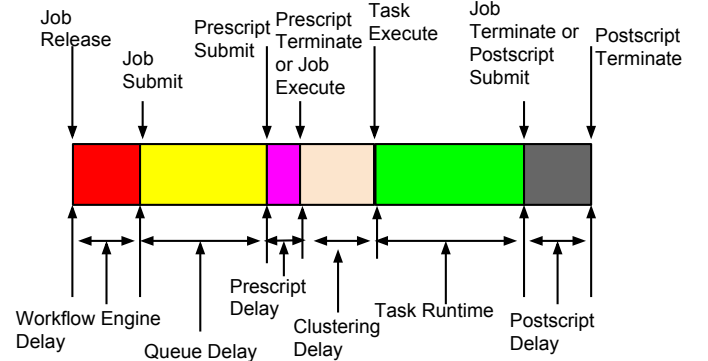 Job
Release
Job
Submit
Prescript
Submit
Prescript
Terminate
or Job
Execute
Task
Execute
Job
Terminate or
Postscript
Submit
Postscript
Terminate
Workflow Engine
Delay
Queue Delay
Prescript
Delay
Clustering
Delay
Task Runtime
Postscript
Delay